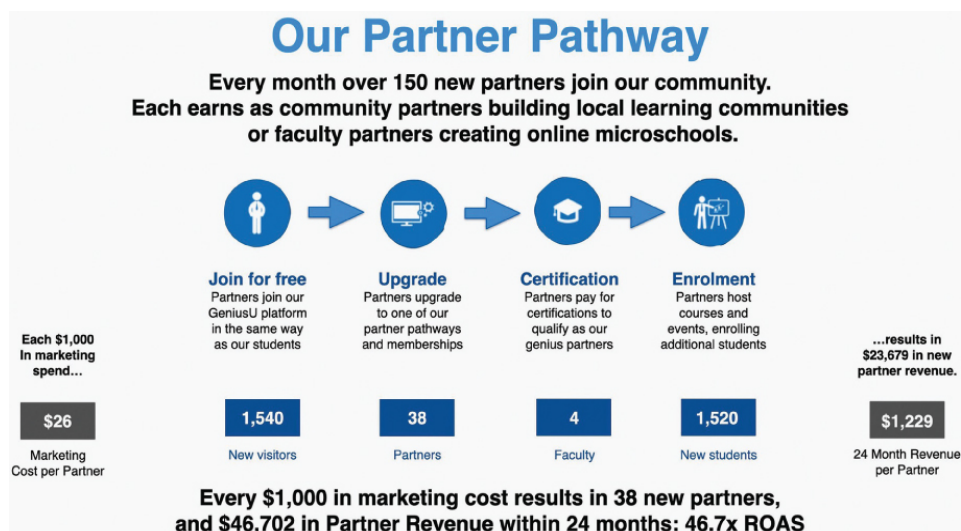 Our Partner Pathway
Every month over 150 new partners join our community.
Each earns as community partners building local learning communities
or faculty partners creating online microschools.
Join for free
Partners join our
GeniusU platform
in the same way
as our students
Upgrade
Partners upgrade
to one of our
partner pathways
and memberships
Certification
Partners pay for
certifications to
qualify as our
genius partners
Enrolment
Partners host
courses and
events, enrolling
additional students
Each $1,000
In marketing
spend...
...results in
$23,679 in new
partner revenue.
$26
Marketing
Cost per Partner
1,540
New visitors
38
Partners
4
Faculty
1,520
New students
$1,229
24 Month Revenue
per Partner
Every $1,000 in marketing cost results in 38 new partners,
and $46,702 in Partner Revenue within 24 months: 46.7x ROAS